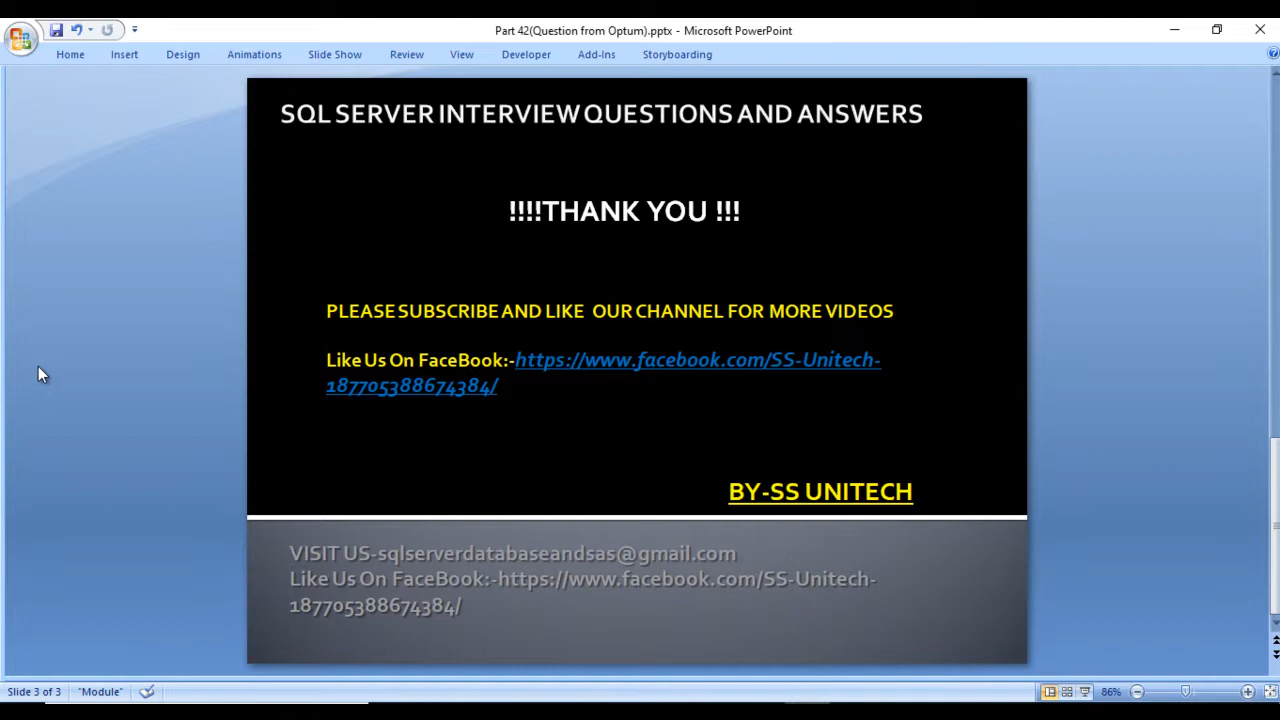 Part 42(Question from Optum).pptx - Microsoft PowerPoint
Home Insert Design Animations Slide Show Review View Developer Add-Ins Storyboarding
SQL SERVER INTERVIEW QUESTIONS AND ANSWERS
!!!!THANK YOU !!!
PLEASE SUBSCRIBE AND LIKE OUR CHANNEL FOR MORE VIDEOS
Like Us On FaceBook:-https://www.facebook.com/SS-Unitech-
187705388674384/
BY-SS UNITECH
VISIT US-sqlserverdatabaseandsas@gmail.com
Like Us On FaceBook:-https://www.facebook.com/SS-Unitech-
187705388674384/
Slide 3 of 3 "Module" 86%